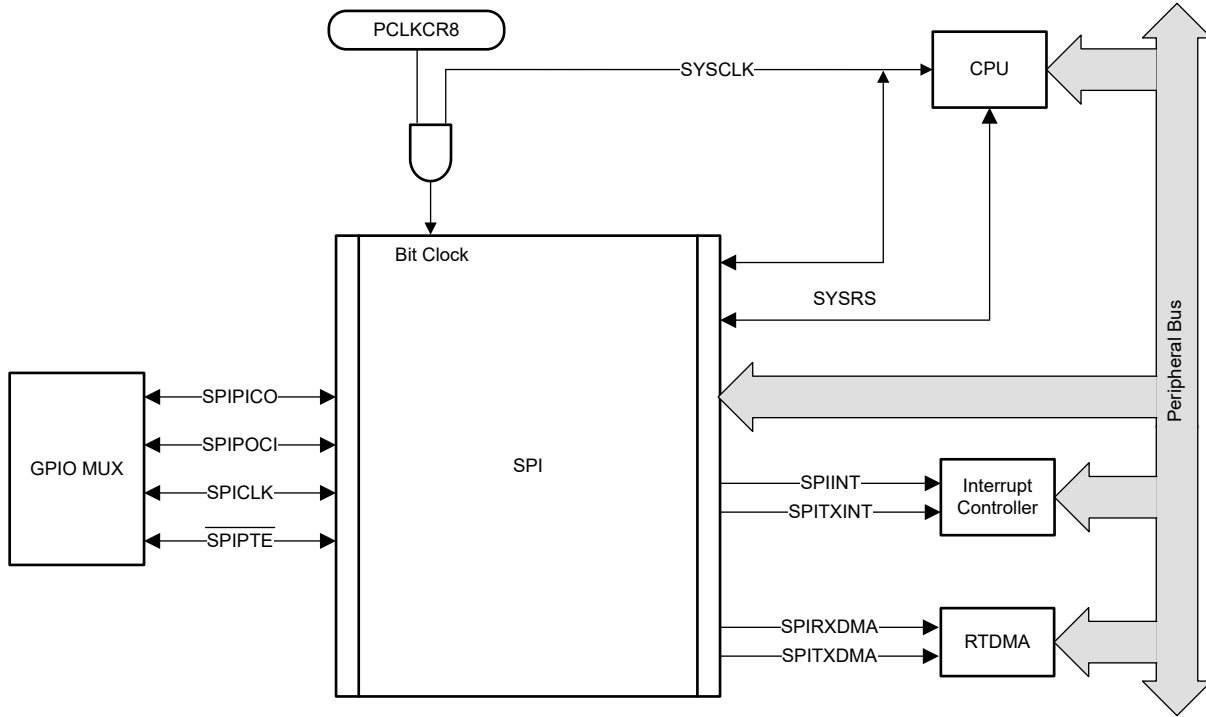 PCLKCR8
SYSCLK
CPU
Bit Clock
SYSRS
Peripheral Bus
SPIPICO
SPIPOCI
GPIO MUX
SPI
SPICLK
SPIPTE
SPIINT
SPITXINT
Interrupt
Controller
SPIRXDMA
SPITXDMA
RTDMA